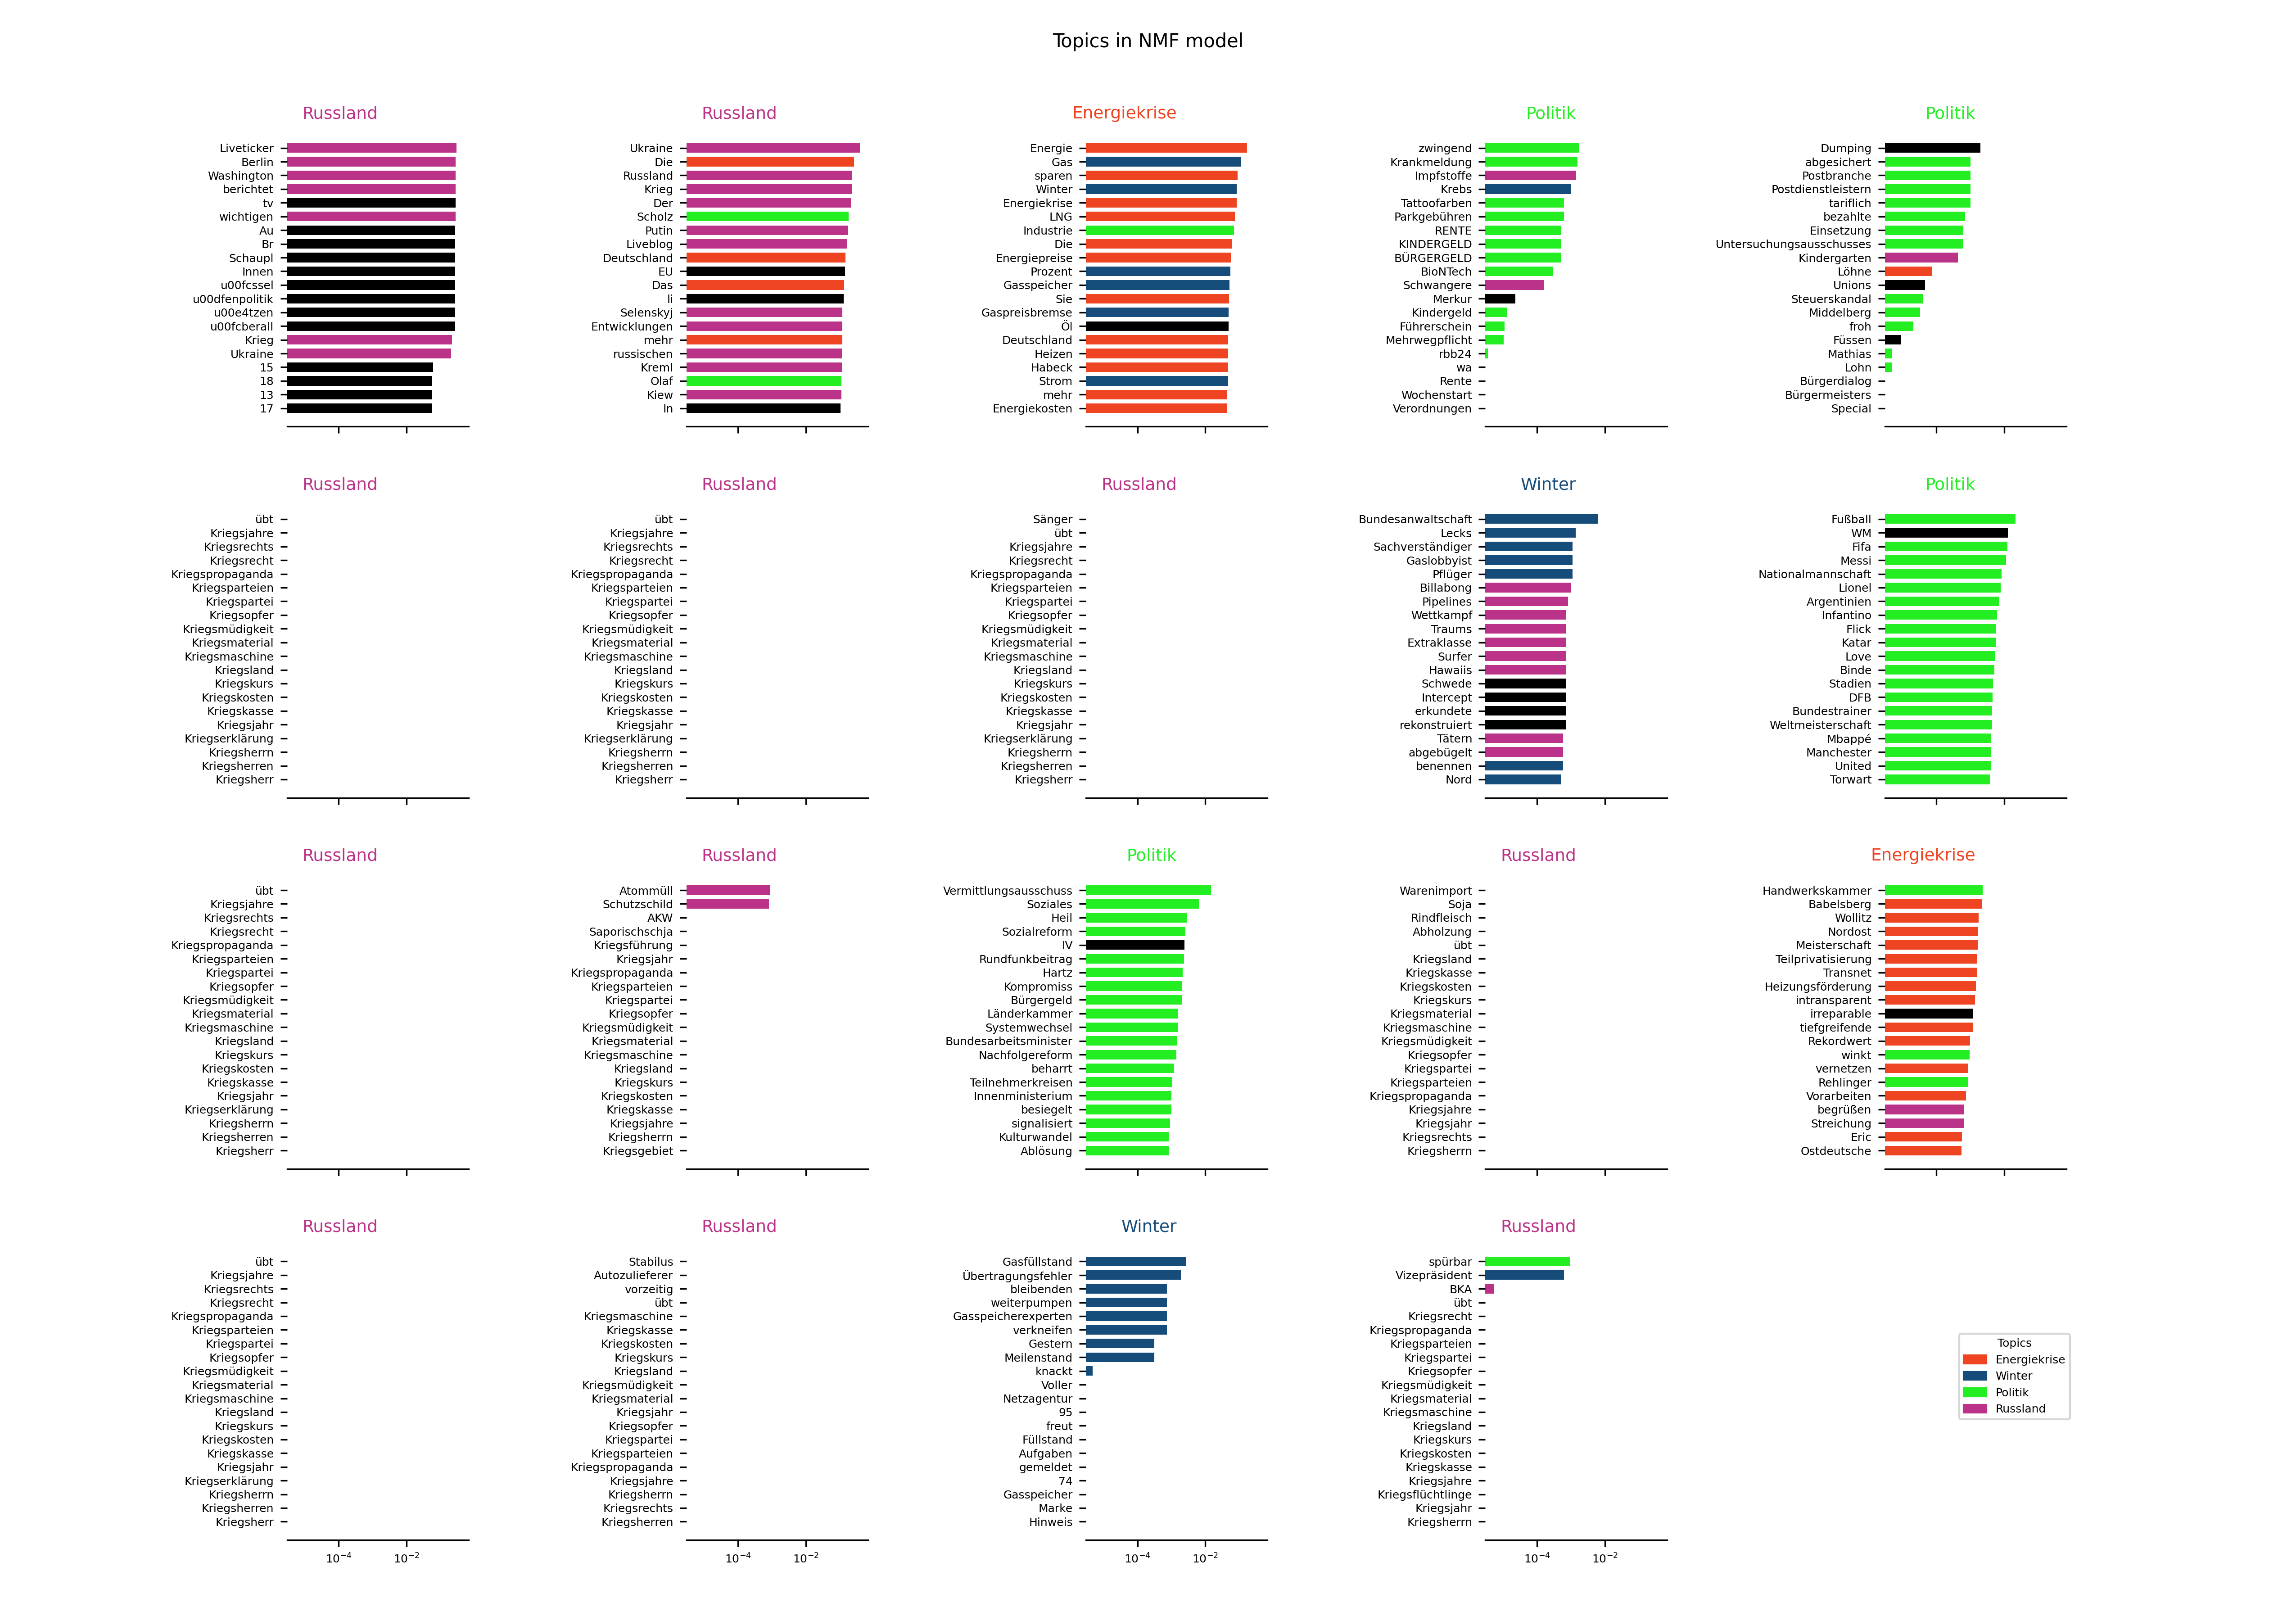 Topics in NMF model
Russland
Liveticker
Berlin
Washington
berichtet
tv
wichtigen
Au
Br
Schaupl
Innen
u00fcssel
u00dfenpolitik
u00e4tzen
u00fcberall
Krieg
Ukraine
15
18
13
17
Russland
Ukraine
Die
Russland
Krieg
Der
Scholz
Putin
Liveblog
Deutschland
EU
Das
li
Selenskyj
Entwicklungen
mehr
russischen
Kreml
Olaf
Kiew
In
Energiekrise
Energie
Gas
sparen
Winter
Energiekrise
LNG
Industrie
Die
Energiepreise
Prozent
Gasspeicher
Sie
Gaspreisbremse
Öl
Deutschland
Heizen
Habeck
Strom
mehr
Energiekosten
Politik
zwingend
Krankmeldung
Impfstoffe
Krebs
Tattoofarben
Parkgebühren
RENTE
KINDERGELD
BÜRGERGELD
BioNTech
Schwangere
Merkur
Kindergeld
Führerschein
Mehrwegpflicht
rbb24
wa
Rente
Wochenstart
Verordnungen
Politik
Dumping
abgesichert
Postbranche
Postdienstleistern
tariflich
bezahlte
Einsetzung
Untersuchungsausschusses
Kindergarten
Löhne
Unions
Steuerskandal
Middelberg
froh
Füssen
Mathias
Lohn
Bürgerdialog
Bürgermeisters
Special
Russland
übt
Kriegsjahre
Kriegsrechts
Kriegsrecht
Kriegspropaganda
Kriegsparteien
Kriegspartei
Kriegsopfer
Kriegsmüdigkeit
Kriegsmaterial
Kriegsmaschine
Kriegsland
Kriegskurs
Kriegskosten
Kriegskasse
Kriegsjahr
Kriegserklärung
Kriegsherrn
Kriegsherren
Kriegsherr
Russland
übt
Kriegsjahre
Kriegsrechts
Kriegsrecht
Kriegspropaganda
Kriegsparteien
Kriegspartei
Kriegsopfer
Kriegsmüdigkeit
Kriegsmaterial
Kriegsmaschine
Kriegsland
Kriegskurs
Kriegskosten
Kriegskasse
Kriegsjahr
Kriegserklärung
Kriegsherrn
Kriegsherren
Kriegsherr
Russland
Sänger
übt
Kriegsjahre
Kriegsrecht
Kriegspropaganda
Kriegsparteien
Kriegspartei
Kriegsopfer
Kriegsmüdigkeit
Kriegsmaterial
Kriegsmaschine
Kriegsland
Kriegskurs
Kriegskosten
Kriegskasse
Kriegsjahr
Kriegserklärung
Kriegsherrn
Kriegsherren
Kriegsherr
Winter
Bundesanwaltschaft
Lecks
Sachverständiger
Gaslobbyist
Pflüger
Billabong
Pipelines
Wettkampf
Traums
Extraklasse
Surfer
Hawaiis
Schwede
Intercept
erkundete
rekonstruiert
Tätern
abgebügelt
benennen
Nord
Politik
Fußball
WM
Fifa
Messi
Nationalmannschaft
Lionel
Argentinien
Infantino
Flick
Katar
Love
Binde
Stadien
DFB
Bundestrainer
Weltmeisterschaft
Mbappé
Manchester
United
Torwart
Russland
übt
Kriegsjahre
Kriegsrechts
Kriegsrecht
Kriegspropaganda
Kriegsparteien
Kriegspartei
Kriegsopfer
Kriegsmüdigkeit
Kriegsmaterial
Kriegsmaschine
Kriegsland
Kriegskurs
Kriegskosten
Kriegskasse
Kriegsjahr
Kriegserklärung
Kriegsherrn
Kriegsherren
Kriegsherr
Russland
Atommüll
Schutzschild
AKW
Saporischschja
Kriegsführung
Kriegsjahr
Kriegspropaganda
Kriegsparteien
Kriegspartei
Kriegsopfer
Kriegsmüdigkeit
Kriegsmaterial
Kriegsmaschine
Kriegsland
Kriegskurs
Kriegskosten
Kriegskasse
Kriegsjahre
Kriegsherrn
Kriegsgebiet
Politik
Vermittlungsausschuss
Soziales
Heil
Sozialreform
IV
Rundfunkbeitrag
Hartz
Kompromiss
Bürgergeld
Länderkammer
Systemwechsel
Bundesarbeitsminister
Nachfolgereform
beharrt
Teilnehmerkreisen
Innenministerium
besiegelt
signalisiert
Kulturwandel
Ablösung
Russland
Warenimport
Soja
Rindfleisch
Abholzung
übt
Kriegsland
Kriegskasse
Kriegskosten
Kriegskurs
Kriegsmaterial
Kriegsmaschine
Kriegsmüdigkeit
Kriegsopfer
Kriegspartei
Kriegsparteien
Kriegspropaganda
Kriegsjahre
Kriegsjahr
Kriegsrechts
Kriegsherrn
Energiekrise
Handwerkskammer
Babelsberg
Wollitz
Nordost
Meisterschaft
Teilprivatisierung
Transnet
Heizungsförderung
intransparent
irreparable
tiefgreifende
Rekordwert
winkt
vernetzen
Rehlinger
Vorarbeiten
begrüßen
Streichung
Eric
Ostdeutsche
Russland
übt
Kriegsjahre
Kriegsrechts
Kriegsrecht
Kriegspropaganda
Kriegsparteien
Kriegspartei
Kriegsopfer
Kriegsmüdigkeit
Kriegsmaterial
Kriegsmaschine
Kriegsland
Kriegskurs
Kriegskosten
Kriegskasse
Kriegsjahr
Kriegserklärung
Kriegsherrn
Kriegsherren
Kriegsherr
10⁻⁴ 10⁻²
Russland
Stabilus
Autozulieferer
vorzeitig
übt
Kriegsmaschine
Kriegskasse
Kriegskosten
Kriegskurs
Kriegsland
Kriegsmüdigkeit
Kriegsmaterial
Kriegsjahr
Kriegsopfer
Kriegspartei
Kriegsparteien
Kriegspropaganda
Kriegsjahre
Kriegsherrn
Kriegsrechts
Kriegsherren
10⁻⁴ 10⁻²
Winter
Gasfüllstand
Übertragungsfehler
bleibenden
weiterpumpen
Gasspeicherexperten
verkneifen
Gestern
Meilenstand
knackt
Voller
Netzagentur
95
freut
Füllstand
Aufgaben
gemeldet
74
Gasspeicher
Marke
Hinweis
10⁻⁴ 10⁻²
Russland
spürbar
Vizepräsident
BKA
übt
Kriegsrecht
Kriegspropaganda
Kriegsparteien
Kriegspartei
Kriegsopfer
Kriegsmüdigkeit
Kriegsmaterial
Kriegsmaschine
Kriegsland
Kriegskurs
Kriegskosten
Kriegskasse
Kriegsjahre
Kriegsflüchtlinge
Kriegsjahr
Kriegsherrn
10⁻⁴ 10⁻²
Topics
Energiekrise
Winter
Politik
Russland